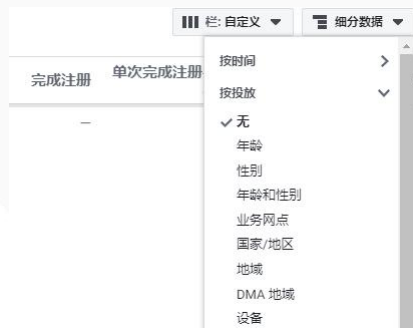 栏: 自定义
细分数据
完成注册
单次完成注册
—
按时间
按投放
无
年龄
性别
年龄和性别
业务网点
国家/地区
地域
DMA 地域
设备